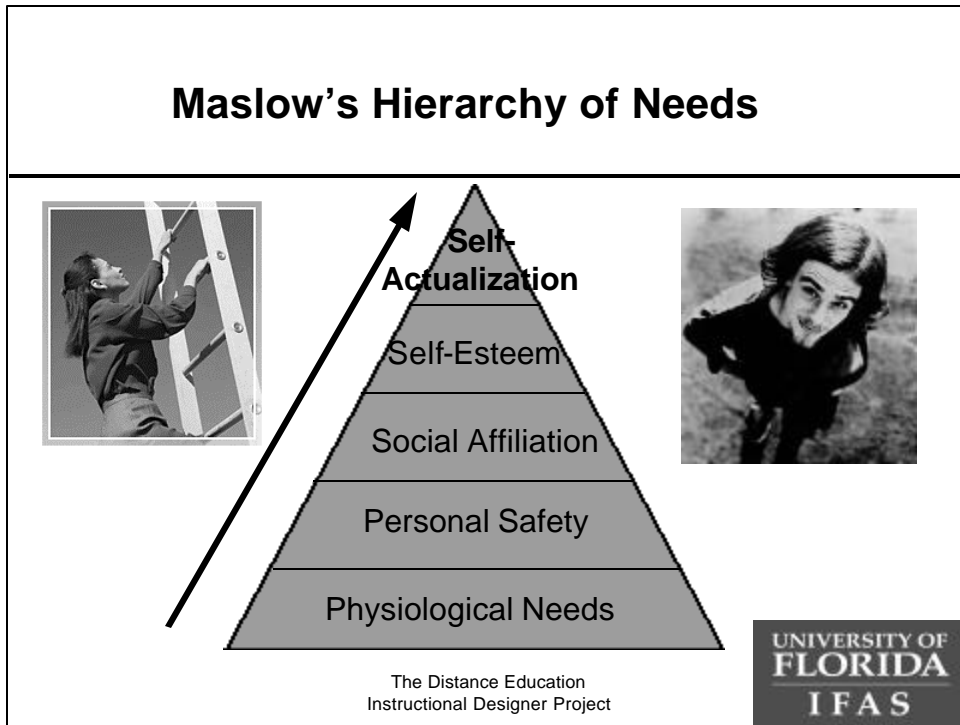 Maslow's Hierarchy of Needs
Self-
Actualization
Self-Esteem
Social Affiliation
Personal Safety
Physiological Needs
The Distance Education
Instructional Designer Project
UNIVERSITY OF
FLORIDA
IFAS